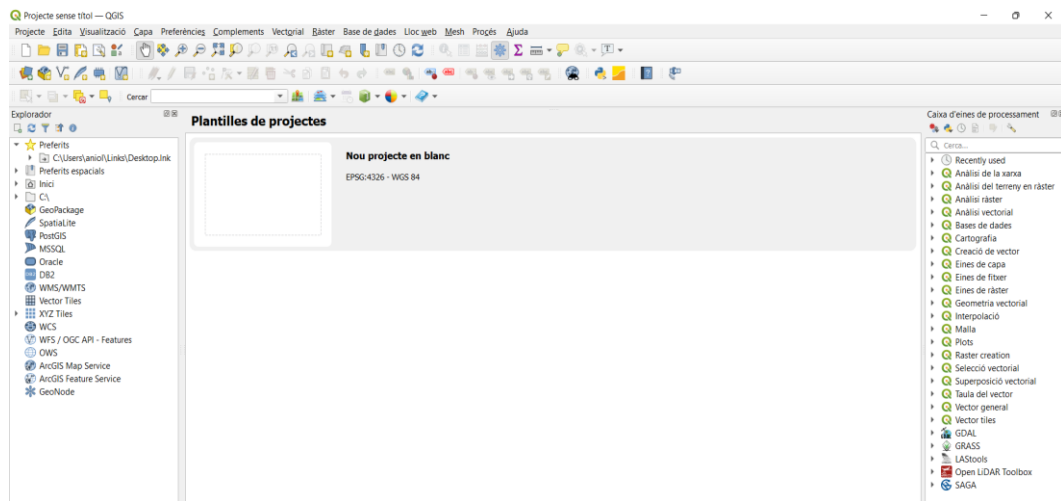 Projecte sense títol — QGIS
Projecte Edita Visualització Capa Preferències Complements Vectorial Ràster Base de dades Lloc web Mesh Procés Ajuda
Cercar
Explorador
Preferits
C:\Users\aniol\Links\Desktop.lnk
Preferits espacials
Inici
C:\
GeoPackage
SpatiaLite
PostGIS
MSSQL
Oracle
DB2
WMS/WMTS
Vector Tiles
XYZ Tiles
WCS
WFS / OGC API - Features
OWS
ArcGIS Map Service
ArcGIS Feature Service
GeoNode
Plantilles de projectes
Nou projecte en blanc
EPSG:4326 - WGS 84
Caixa d'eines de processament
Cerca...
Recently used
Anàlisi de la xarxa
Anàlisi del terreny en ràster
Anàlisi ràster
Anàlisi vectorial
Bases de dades
Cartografia
Creació de vector
Eines de capa
Eines de fitxer
Eines de ràster
Geometria vectorial
Interpolació
Malla
Plots
Raster creation
Selecció vectorial
Superposició vectorial
Taula del vector
Vector general
Vector tiles
GDAL
GRASS
LAStools
Open LiDAR Toolbox
SAGA